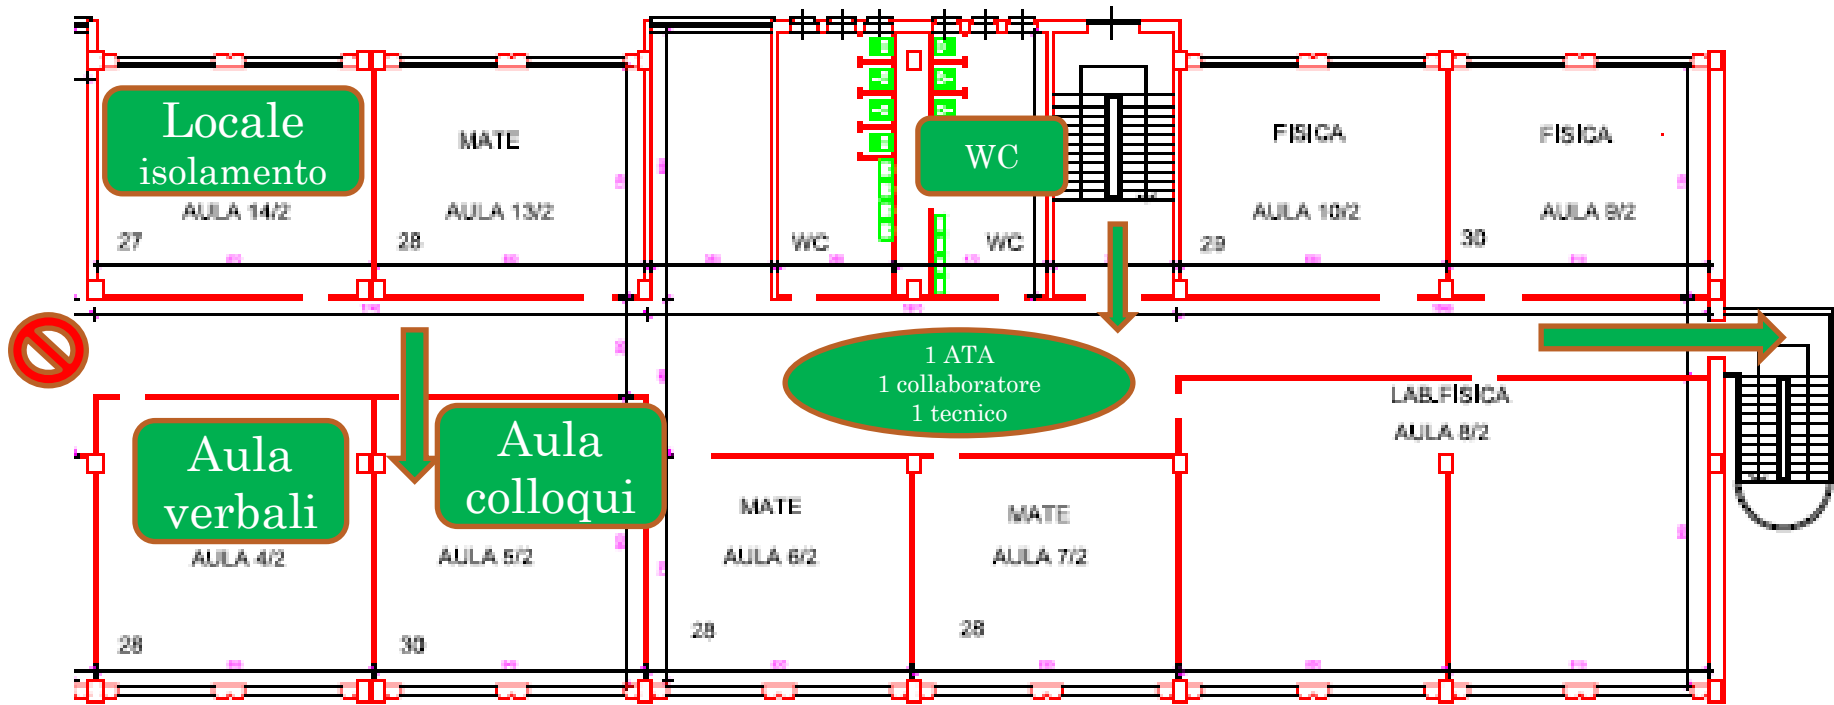 Locale
isolamento
AULA 14/2
27
MATE
AULA 13/2
28
WC
WC
WC
FISICA
AULA 10/2
29
FISICA
AULA 9/2
30
1 ATA
1 collaboratore
1 tecnico
Aula
verbali
AULA 4/2
28
Aula
colloqui
AULA 5/2
30
MATE
AULA 6/2
28
MATE
AULA 7/2
28
LAB.FISICA
AULA 8/2